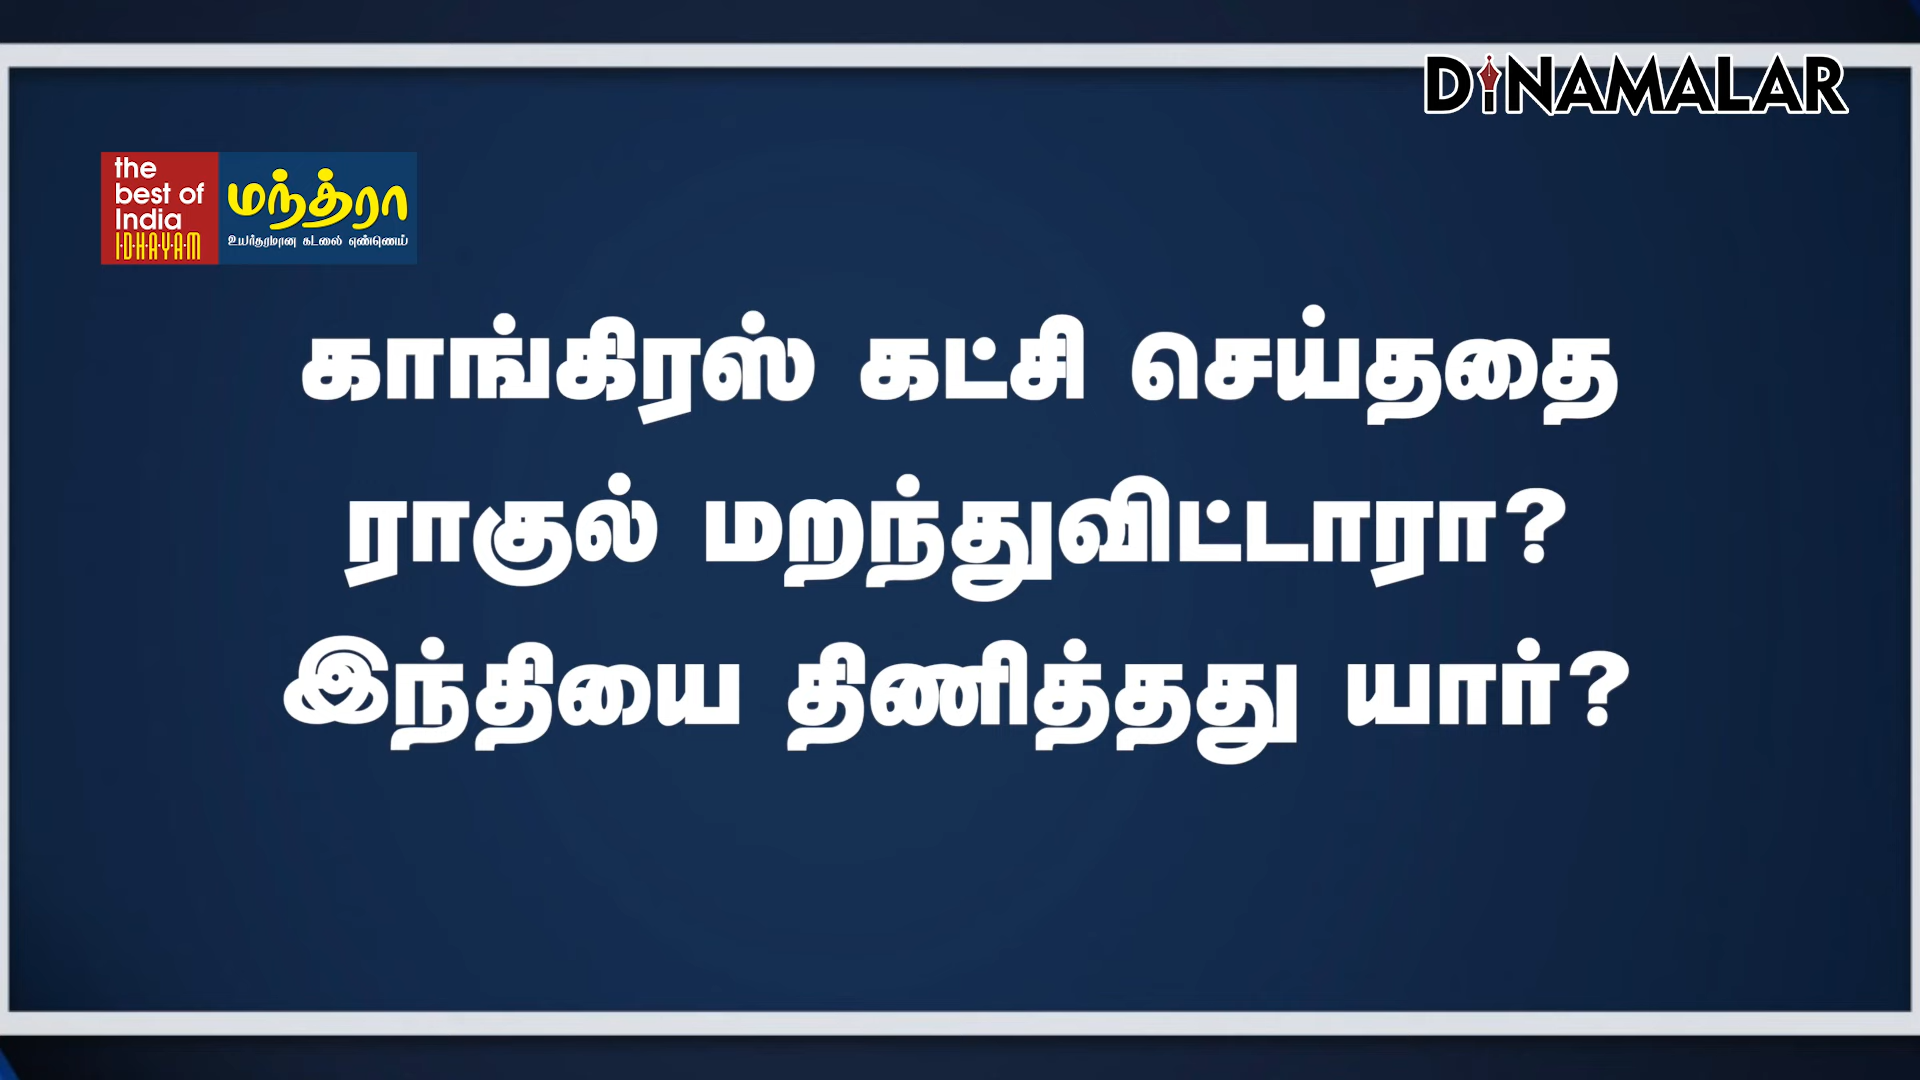 DINAMALAR
the
best of
India
IDHAYAM
மந்த்ரா
உயர்தரமான கடலை எண்ணெய்
காங்கிரஸ் கட்சி செய்ததை
ராகுல் மறந்துவிட்டாரா?
இந்தியை திணித்தது யார்?